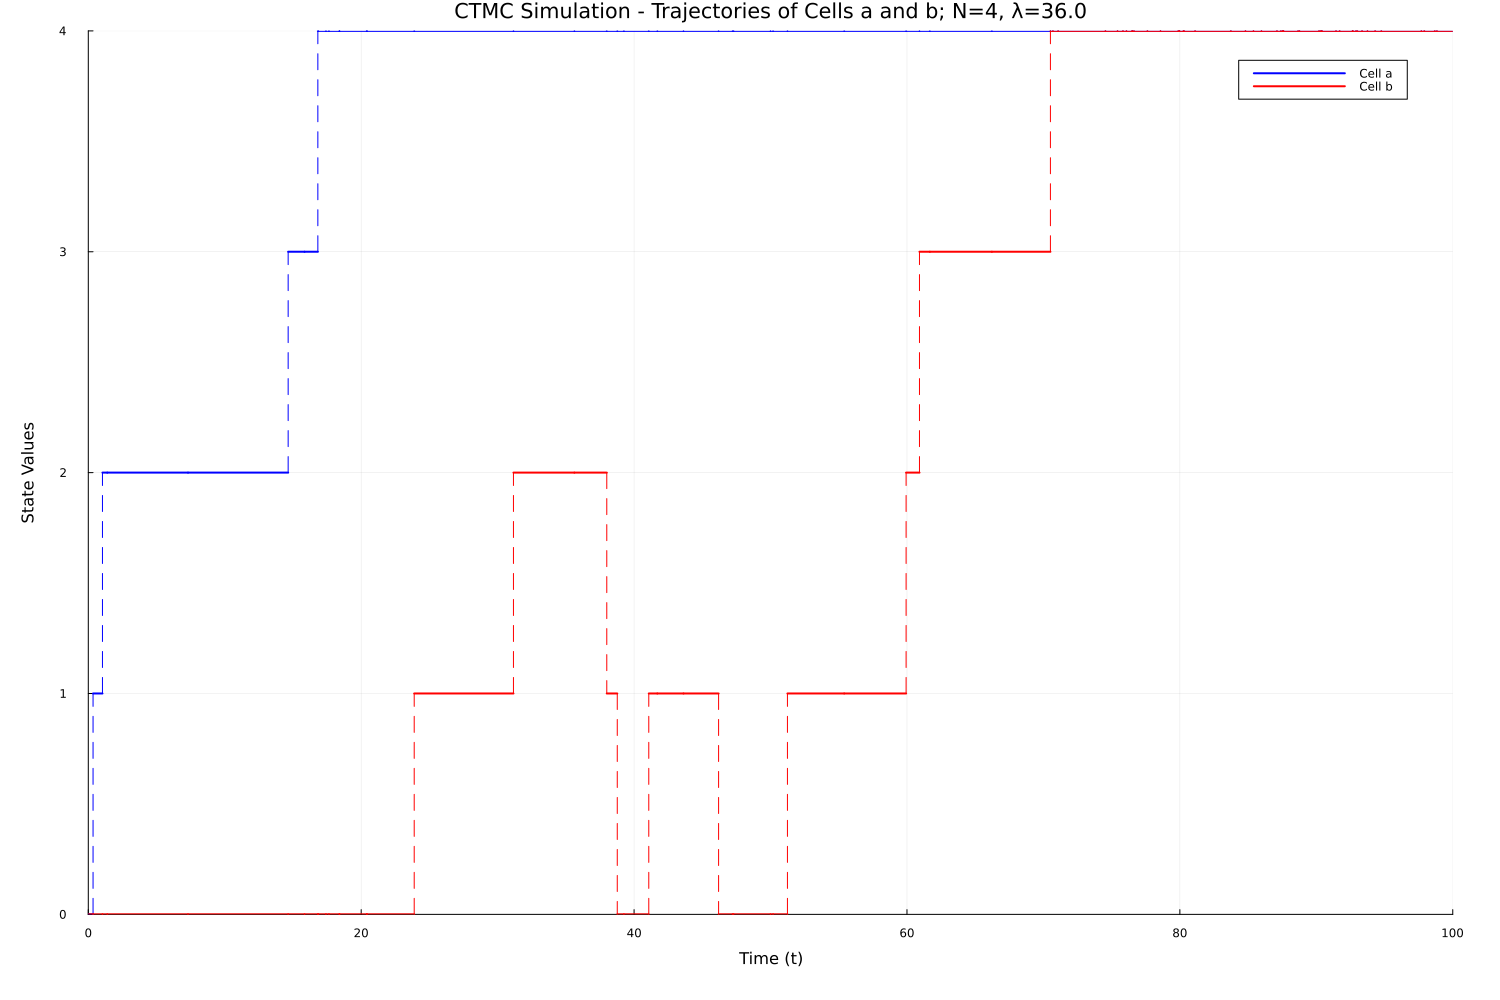 CTMC Simulation - Trajectories of Cells a and b; N=4, λ=36.0
4
Cell a
Cell b
3
2
State Values
1
0
0 20 40 60 80 100
Time (t)